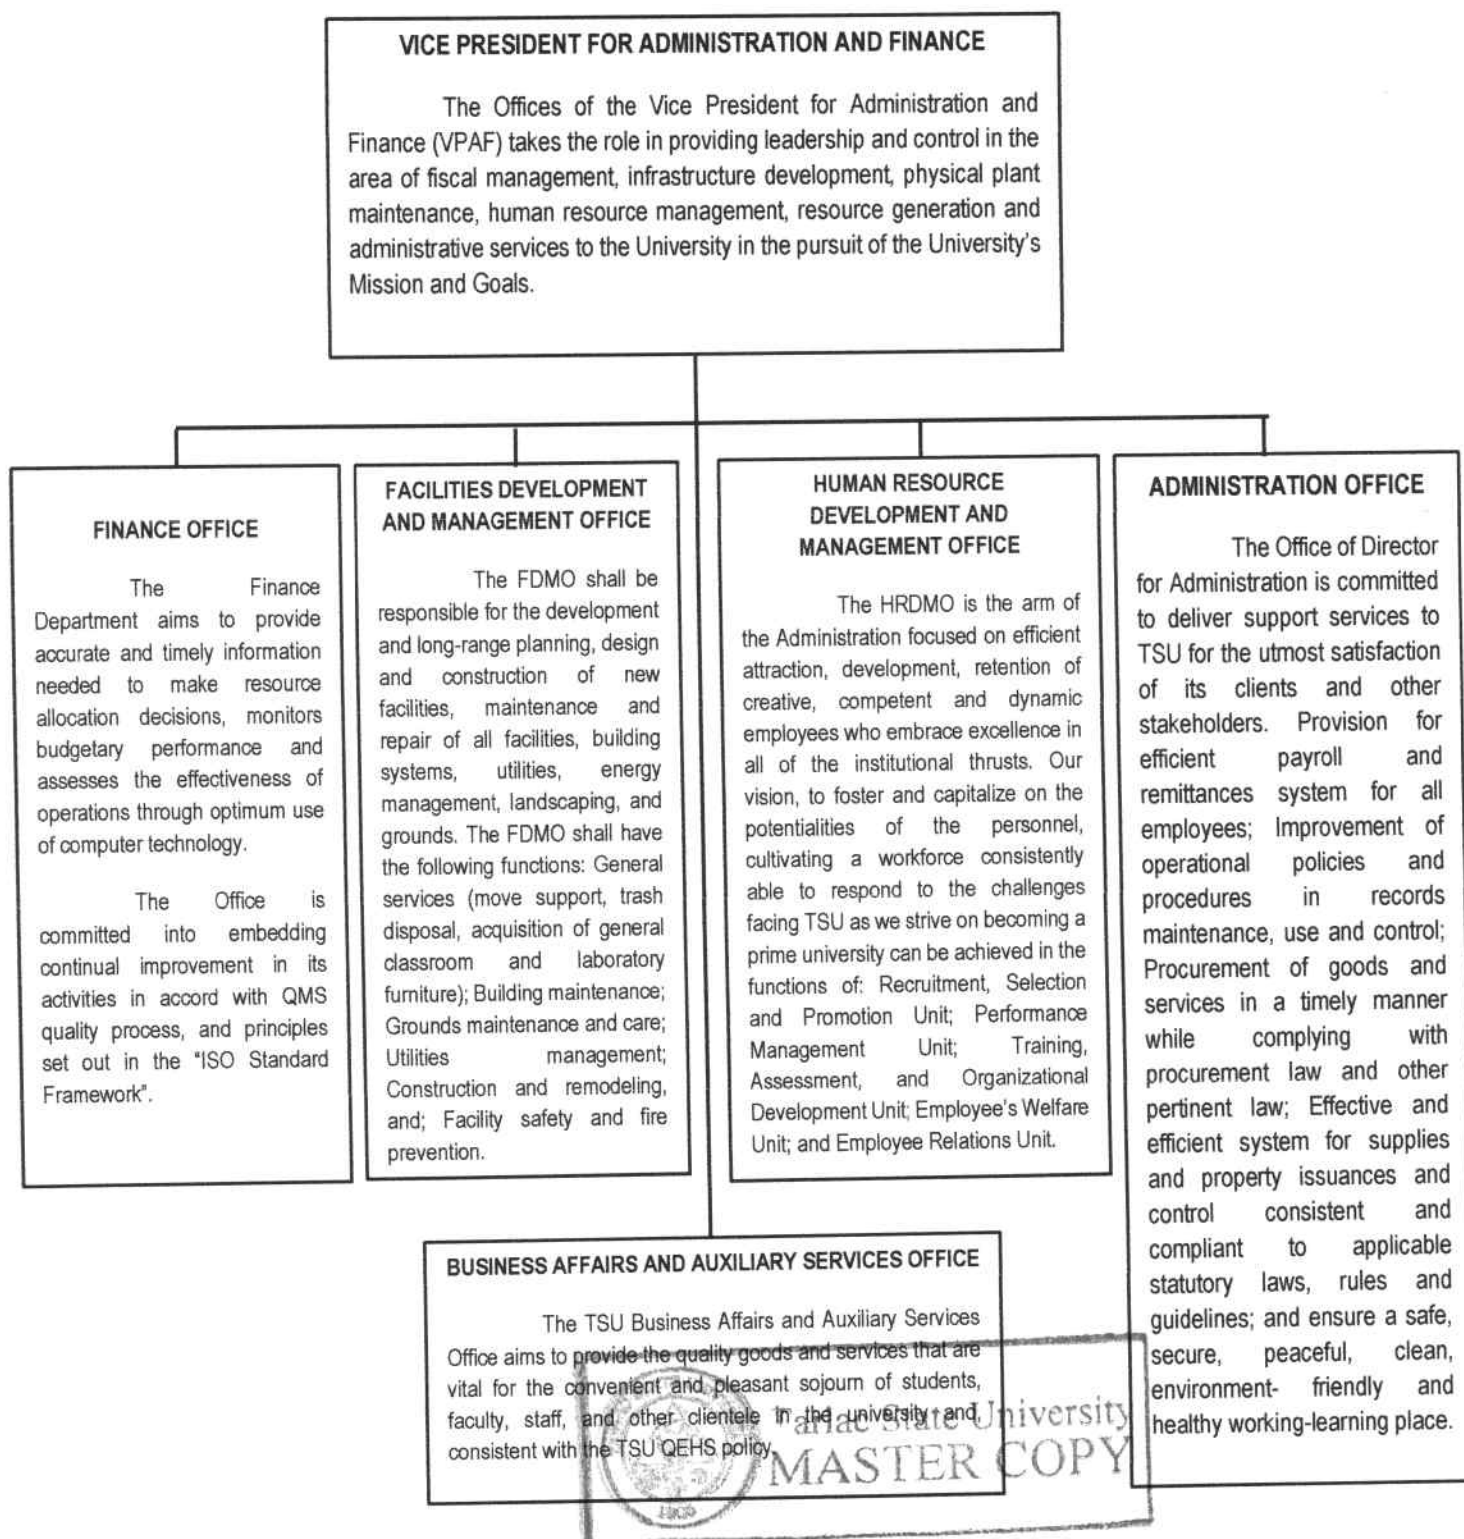 VICE PRESIDENT FOR ADMINISTRATION AND FINANCE
The Offices of the Vice President for Administration and
Finance (VPAF) takes the role in providing leadership and control in the
area of fiscal management, infrastructure development, physical plant
maintenance, human resource management, resource generation and
administrative services to the University in the pursuit of the University's
Mission and Goals.
FINANCE OFFICE
The Finance
Department aims to provide
accurate and timely information
needed to make resource
allocation decisions, monitors
budgetary performance and
assesses the effectiveness of
operations through optimum use
of computer technology.
The Office is
committed into embedding
continual improvement in its
activities in accord with QMS
quality process, and principles
set out in the "ISO Standard
Framework".
FACILITIES DEVELOPMENT
AND MANAGEMENT OFFICE
The FDMO shall be
responsible for the development
and long-range planning, design
and construction of new
facilities, maintenance and
repair of all facilities, building
systems, utilities, energy
management, landscaping, and
grounds. The FDMO shall have
the following functions: General
services (move support, trash
disposal, acquisition of general
classroom and laboratory
furniture); Building maintenance;
Grounds maintenance and care;
Utilities management;
Construction and remodeling,
and; Facility safety and fire
prevention.
HUMAN RESOURCE
DEVELOPMENT AND
MANAGEMENT OFFICE
The HRDMO is the arm of
the Administration focused on efficient
attraction, development, retention of
creative, competent and dynamic
employees who embrace excellence in
all of the institutional thrusts. Our
vision, to foster and capitalize on the
potentialities of the personnel,
cultivating a workforce consistently
able to respond to the challenges
facing TSU as we strive on becoming a
prime university can be achieved in the
functions of: Recruitment, Selection
and Promotion Unit; Performance
Management Unit; Training,
Assessment, and Organizational
Development Unit; Employee's Welfare
Unit; and Employee Relations Unit.
ADMINISTRATION OFFICE
The Office of Director
for Administration is committed
to deliver support services to
TSU for the utmost satisfaction
of its clients and other
stakeholders. Provision for
efficient payroll and
remittances system for all
employees; Improvement of
operational policies and
procedures in records
maintenance, use and control;
Procurement of goods and
services in a timely manner
while complying with
procurement law and other
pertinent law; Effective and
efficient system for supplies
and property issuances and
control consistent and
compliant to applicable
statutory laws, rules and
guidelines; and ensure a safe,
secure, peaceful, clean,
environment- friendly and
healthy working-learning place.
BUSINESS AFFAIRS AND AUXILIARY SERVICES OFFICE
The TSU Business Affairs and Auxiliary Services
Office aims to provide the quality goods and services that are
vital for the convenient and pleasant sojourn of students,
faculty, staff, and other clientele in the university and,
consistent with the TSU QEHS policy.
Tarlac State University
MASTER COPY
1906